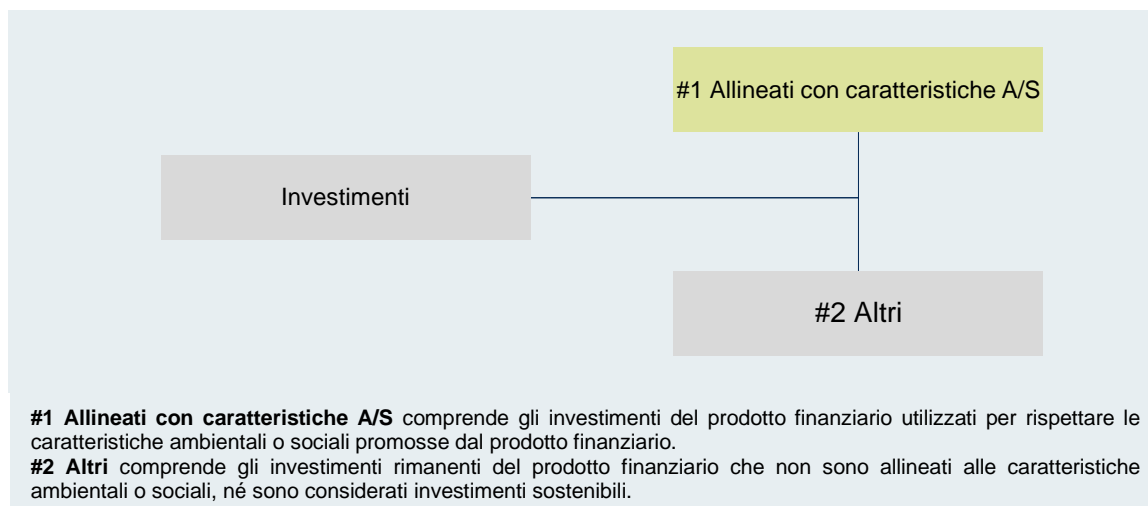 #1 Allineati con caratteristiche A/S
Investimenti
#2 Altri
#1 Allineati con caratteristiche A/S comprende gli investimenti del prodotto finanziario utilizzati per rispettare le
caratteristiche ambientali o sociali promosse dal prodotto finanziario.
#2 Altri comprende gli investimenti rimanenti del prodotto finanziario che non sono allineati alle caratteristiche
ambientali o sociali, né sono considerati investimenti sostenibili.